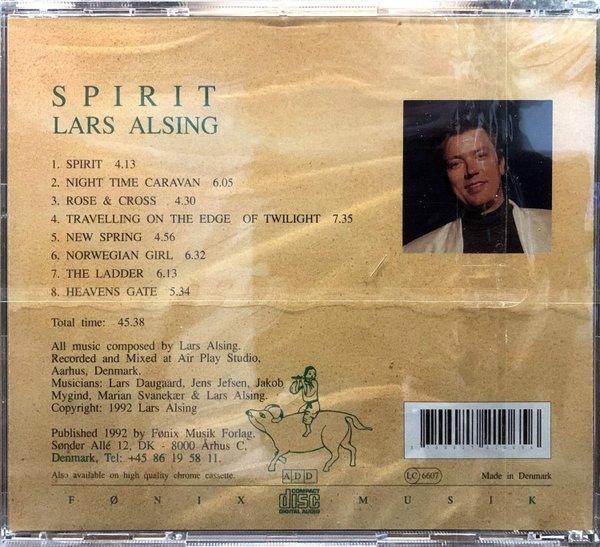 SPIRIT
LARS ALSING
1. SPIRIT 4.13
2. NIGHT TIME CARAVAN 6.05
3. ROSE & CROSS 4.30
4. TRAVELLING ON THE EDGE OF TWILIGHT 7.35
5. NEW SPRING 4.56
6. NORWEGIAN GIRL 6.32
7. THE LADDER 6.13
8. HEAVENS GATE 5.34
Total time: 45.38
All music composed by Lars Alsing.
Recorded and Mixed at Air Play Studio,
Aarhus, Denmark.
Musicians: Lars Daugaard, Jens Jefsen, Jakob
Mygind, Marian Svanekær & Lars Alsing.
Copyright: 1992 Lars Alsing
Published 1992 by Fønix Musik Forlag.
Sønder Allé 12, DK - 8000 Århus C,
Denmark, Tel: +45 86 19 58 11.
Also available on high quality chrome cassette.
ADD
LC 6607
Made in Denmark
FØNIX MUSIK
COMPACT
disc
DIGITAL AUDIO